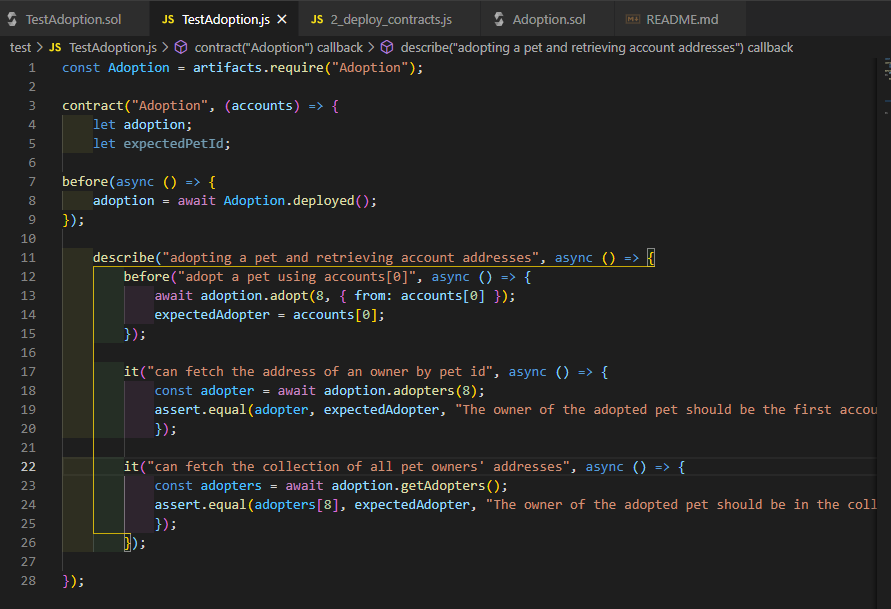 TestAdoption.sol JS TestAdoption.js JS 2_deploy_contracts.js Adoption.sol README.md
test > JS TestAdoption.js > contract("Adoption") callback > describe("adopting a pet and retrieving account addresses") callback
1 const Adoption = artifacts.require("Adoption");
2
3 contract("Adoption", (accounts) => {
4 let adoption;
5 let expectedPetId;
6
7 before(async () => {
8 adoption = await Adoption.deployed();
9 });
10
11 describe("adopting a pet and retrieving account addresses", async () => {
12 before("adopt a pet using accounts[0]", async () => {
13 await adoption.adopt(8, { from: accounts[0] });
14 expectedAdopter = accounts[0];
15 });
16
17 it("can fetch the address of an owner by pet id", async () => {
18 const adopter = await adoption.adopters(8);
19 assert.equal(adopter, expectedAdopter, "The owner of the adopted pet should be the first accou
20 });
21
22 it("can fetch the collection of all pet owners' addresses", async () => {
23 const adopters = await adoption.getAdopters();
24 assert.equal(adopters[8], expectedAdopter, "The owner of the adopted pet should be in the coll
25 });
26 });
27
28 });